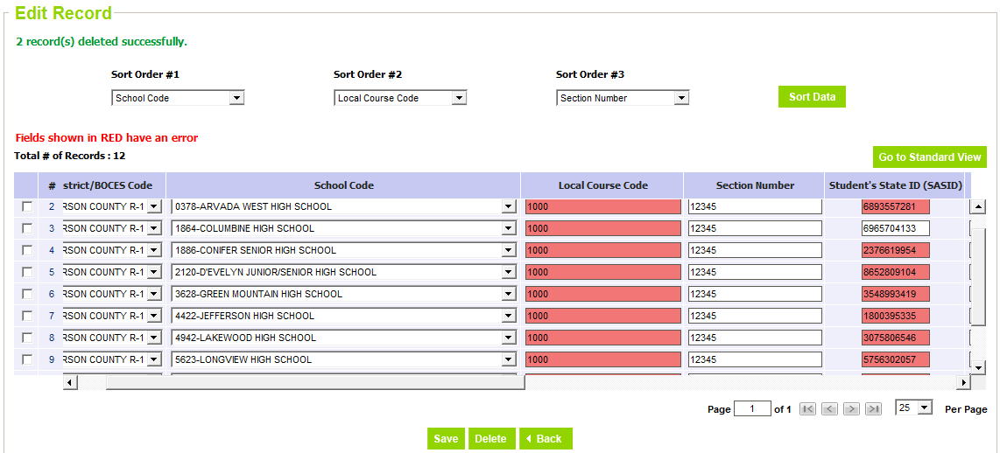 Edit Record
2 record(s) deleted successfully.
Sort Order #1 Sort Order #2 Sort Order #3
School Code Local Course Code Section Number Sort Data
Fields shown in RED have an error
Total # of Records : 12
Go to Standard View
# strict/BOCES Code School Code Local Course Code Section Number Student's State ID (SASID)
2 RSON COUNTY R-1 0378-ARVADA WEST HIGH SCHOOL 1000 12345 6893557281
3 RSON COUNTY R-1 1864-COLUMBINE HIGH SCHOOL 1000 12345 6965704133
4 RSON COUNTY R-1 1886-CONIFER SENIOR HIGH SCHOOL 1000 12345 2376619954
5 RSON COUNTY R-1 2120-D'EVELYN JUNIOR/SENIOR HIGH SCHOOL 1000 12345 8652809104
6 RSON COUNTY R-1 3628-GREEN MOUNTAIN HIGH SCHOOL 1000 12345 3548993419
7 RSON COUNTY R-1 4422-JEFFERSON HIGH SCHOOL 1000 12345 1800395335
8 RSON COUNTY R-1 4942-LAKEWOOD HIGH SCHOOL 1000 12345 3075806546
9 RSON COUNTY R-1 5623-LONGVIEW HIGH SCHOOL 1000 12345 5756302057
Page 1 of 1 25 Per Page
Save Delete Back